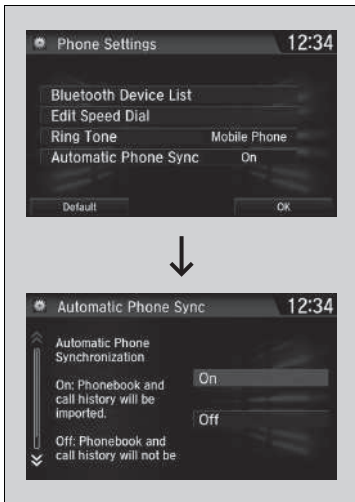 Phone Settings 12:34
Bluetooth Device List
Edit Speed Dial
Ring Tone Mobile Phone
Automatic Phone Sync On
Default OK
Automatic Phone Sync 12:34
Automatic Phone
Synchronization
On: Phonebook and
call history will be
imported.
Off: Phonebook and
call history will not be
On
Off